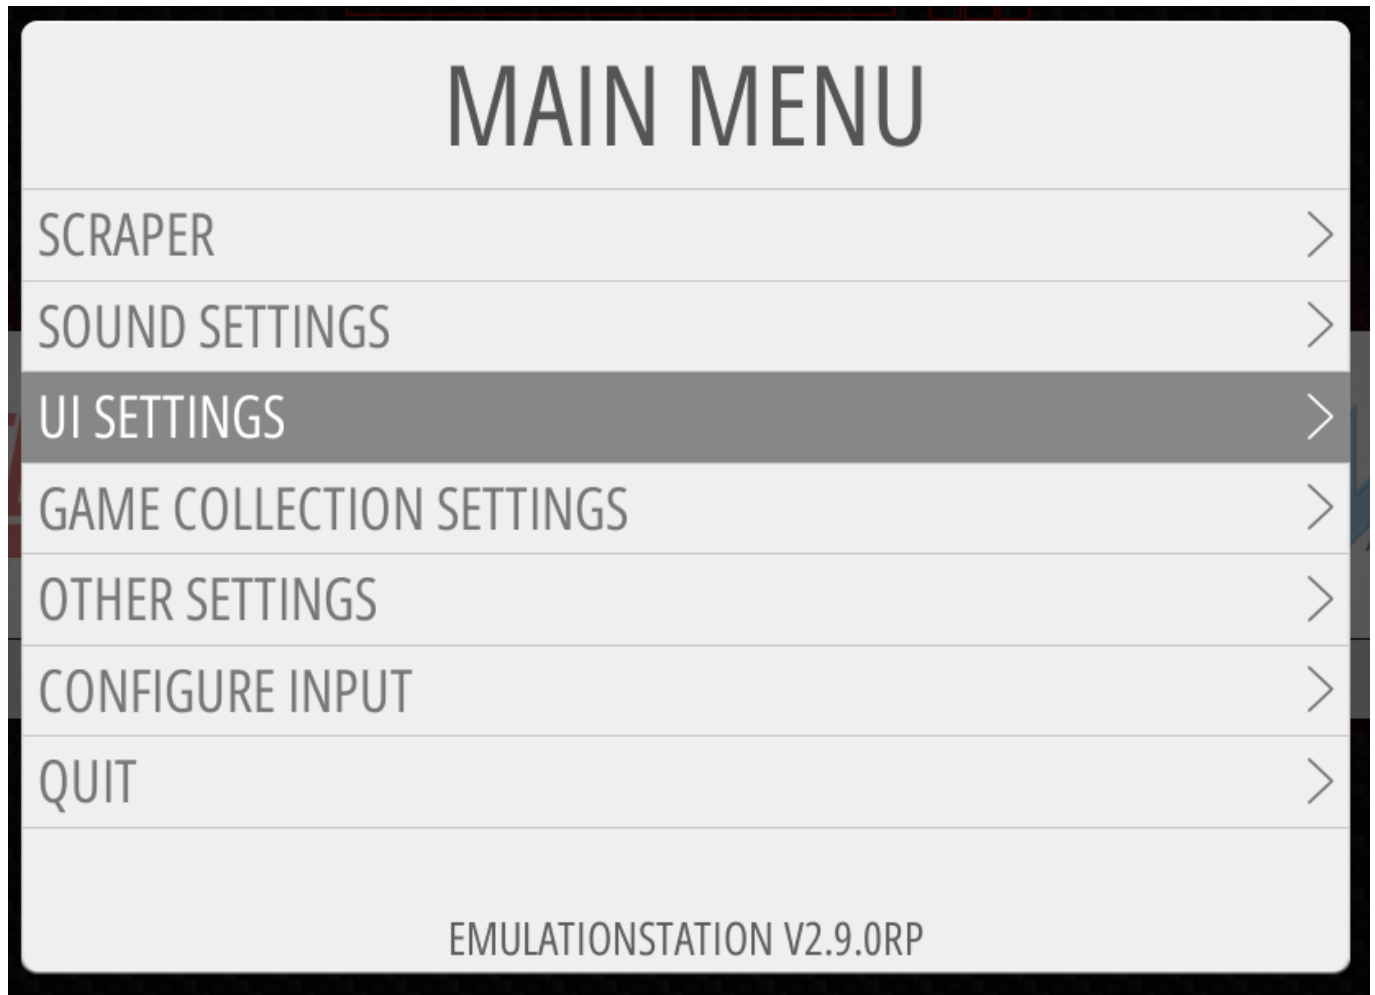 MAIN MENU
SCRAPER
SOUND SETTINGS
UI SETTINGS
GAME COLLECTION SETTINGS
OTHER SETTINGS
CONFIGURE INPUT
QUIT
EMULATIONSTATION V2.9.0RP